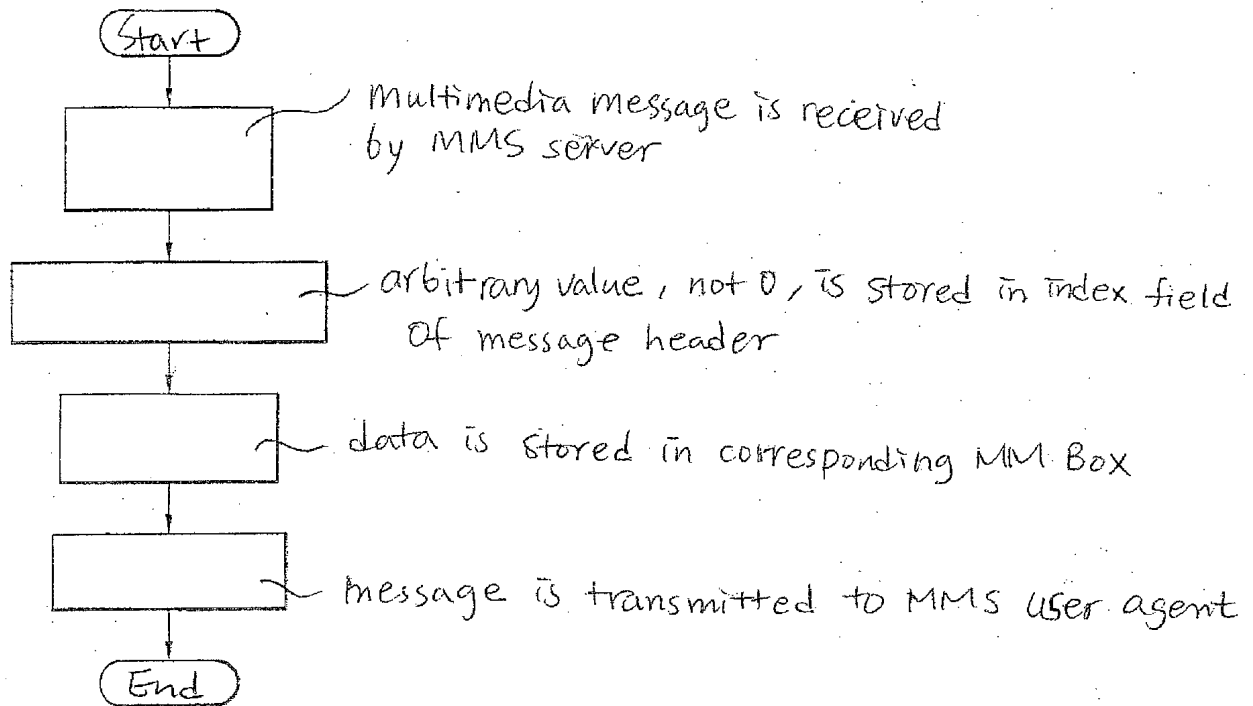 Start
multimedia message is received
by MMS server
arbitrary value, not 0, is stored in index field
of message header
data is stored in corresponding MM Box
message is transmitted to MMS user agent
End